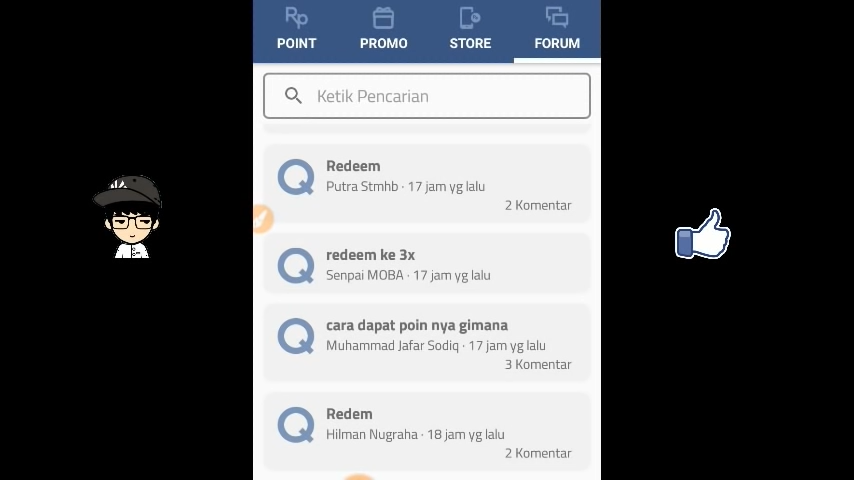 Rp
POINT
PROMO
STORE
FORUM
Ketik Pencarian
Redeem
Putra Stmhb · 17 jam yg lalu
2 Komentar
redeem ke 3x
Senpai MOBA · 17 jam yg lalu
cara dapat poin nya gimana
Muhammad Jafar Sodiq · 17 jam yg lalu
3 Komentar
Redem
Hilman Nugraha · 18 jam yg lalu
2 Komentar